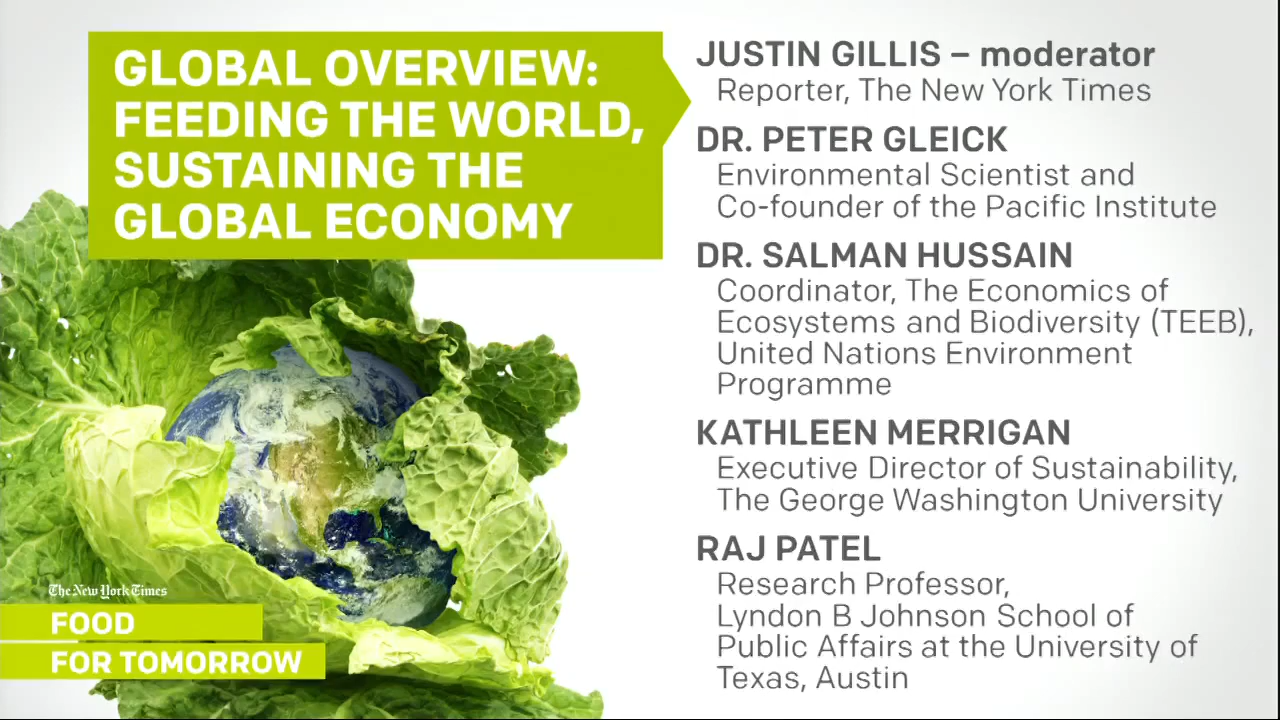 GLOBAL OVERVIEW:
FEEDING THE WORLD,
SUSTAINING THE
GLOBAL ECONOMY
JUSTIN GILLIS – moderator
Reporter, The New York Times
DR. PETER GLEICK
Environmental Scientist and
Co-founder of the Pacific Institute
DR. SALMAN HUSSAIN
Coordinator, The Economics of
Ecosystems and Biodiversity (TEEB),
United Nations Environment
Programme
KATHLEEN MERRIGAN
Executive Director of Sustainability,
The George Washington University
RAJ PATEL
Research Professor,
Lyndon B Johnson School of
Public Affairs at the University of
Texas, Austin
The New York Times
FOOD
FOR TOMORROW